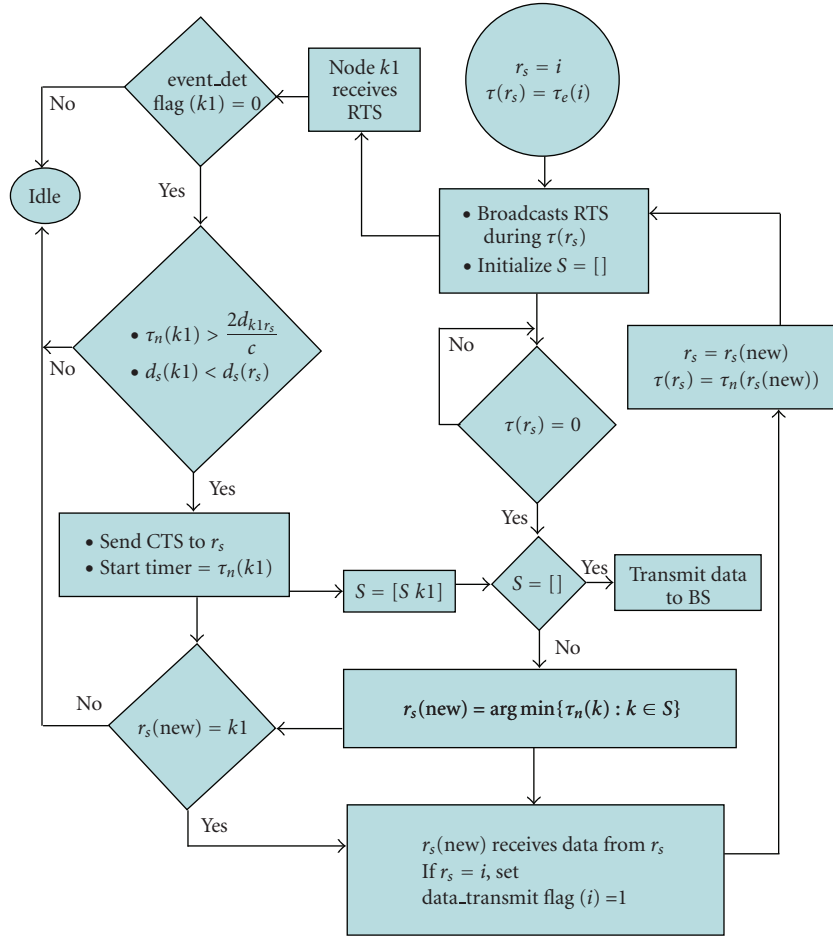 r_s = i
τ(r_s) = τ_e(i)
Node k1
receives
RTS
event_det
flag (k1) = 0
No
Yes
Idle
• Broadcasts RTS
during τ(r_s)
• Initialize S = [ ]
• τ_n(k1) > 2d_{k1r_s}/c
• d_s(k1) < d_s(r_s)
No
Yes
No
τ(r_s) = 0
Yes
r_s = r_s(new)
τ(r_s) = τ_n(r_s(new))
• Send CTS to r_s
• Start timer = τ_n(k1)
S = [S k1]
S = [ ]
Yes
Transmit data
to BS
No
r_s(new) = arg min{τ_n(k) : k ∈ S}
No
r_s(new) = k1
Yes
r_s(new) receives data from r_s
If r_s = i, set
data_transmit flag (i) =1